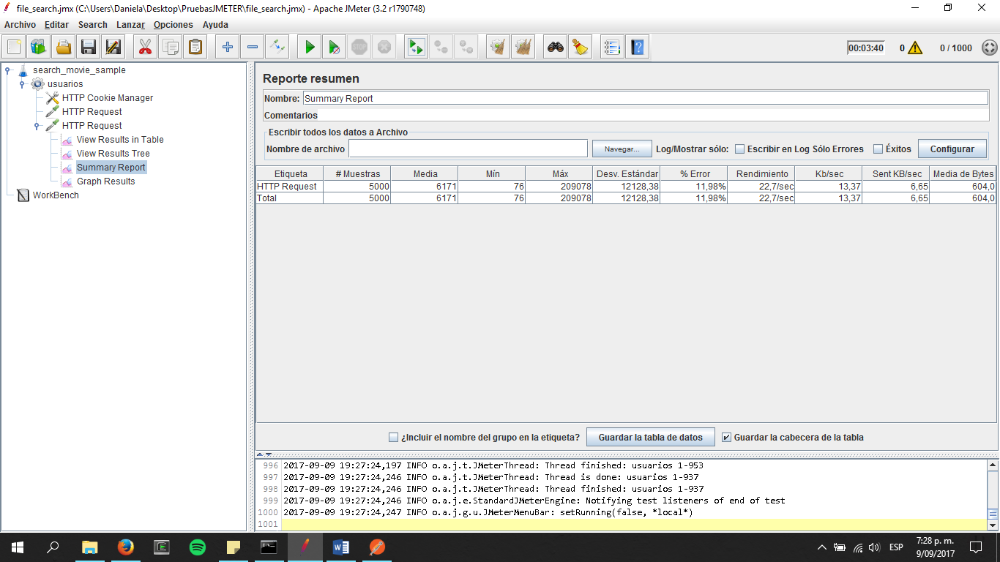 file_search.jmx (C:\Users\Daniela\Desktop\PruebasJMETER\file_search.jmx) - Apache JMeter (3.2 r1790748)
Archivo Editar Search Lanzar Opciones Ayuda
00:03:40 0 0 / 1000
search_movie_sample
usuarios
HTTP Cookie Manager
HTTP Request
HTTP Request
View Results in Table
View Results Tree
Summary Report
Graph Results
WorkBench
Reporte resumen
Nombre: Summary Report
Comentarios
Escribir todos los datos a Archivo
Nombre de archivo Navegar... Log/Mostrar sólo: Escribir en Log Sólo Errores Éxitos Configurar
Etiqueta # Muestras Media Mín Máx Desv. Estándar % Error Rendimiento Kb/sec Sent KB/sec Media de Bytes
HTTP Request 5000 6171 76 209078 12128,38 11,98% 22,7/sec 13,37 6,65 604,0
Total 5000 6171 76 209078 12128,38 11,98% 22,7/sec 13,37 6,65 604,0
¿Incluir el nombre del grupo en la etiqueta? Guardar la tabla de datos Guardar la cabecera de la tabla
996 2017-09-09 19:27:24,197 INFO o.a.j.t.JMeterThread: Thread finished: usuarios 1-953
997 2017-09-09 19:27:24,246 INFO o.a.j.t.JMeterThread: Thread is done: usuarios 1-937
998 2017-09-09 19:27:24,246 INFO o.a.j.t.JMeterThread: Thread finished: usuarios 1-937
999 2017-09-09 19:27:24,246 INFO o.a.j.e.StandardJMeterEngine: Notifying test listeners of end of test
1000 2017-09-09 19:27:24,247 INFO o.a.j.g.u.JMeterMenuBar: setRunning(false, *local*)
1001
ESP
7:28 p. m.
9/09/2017